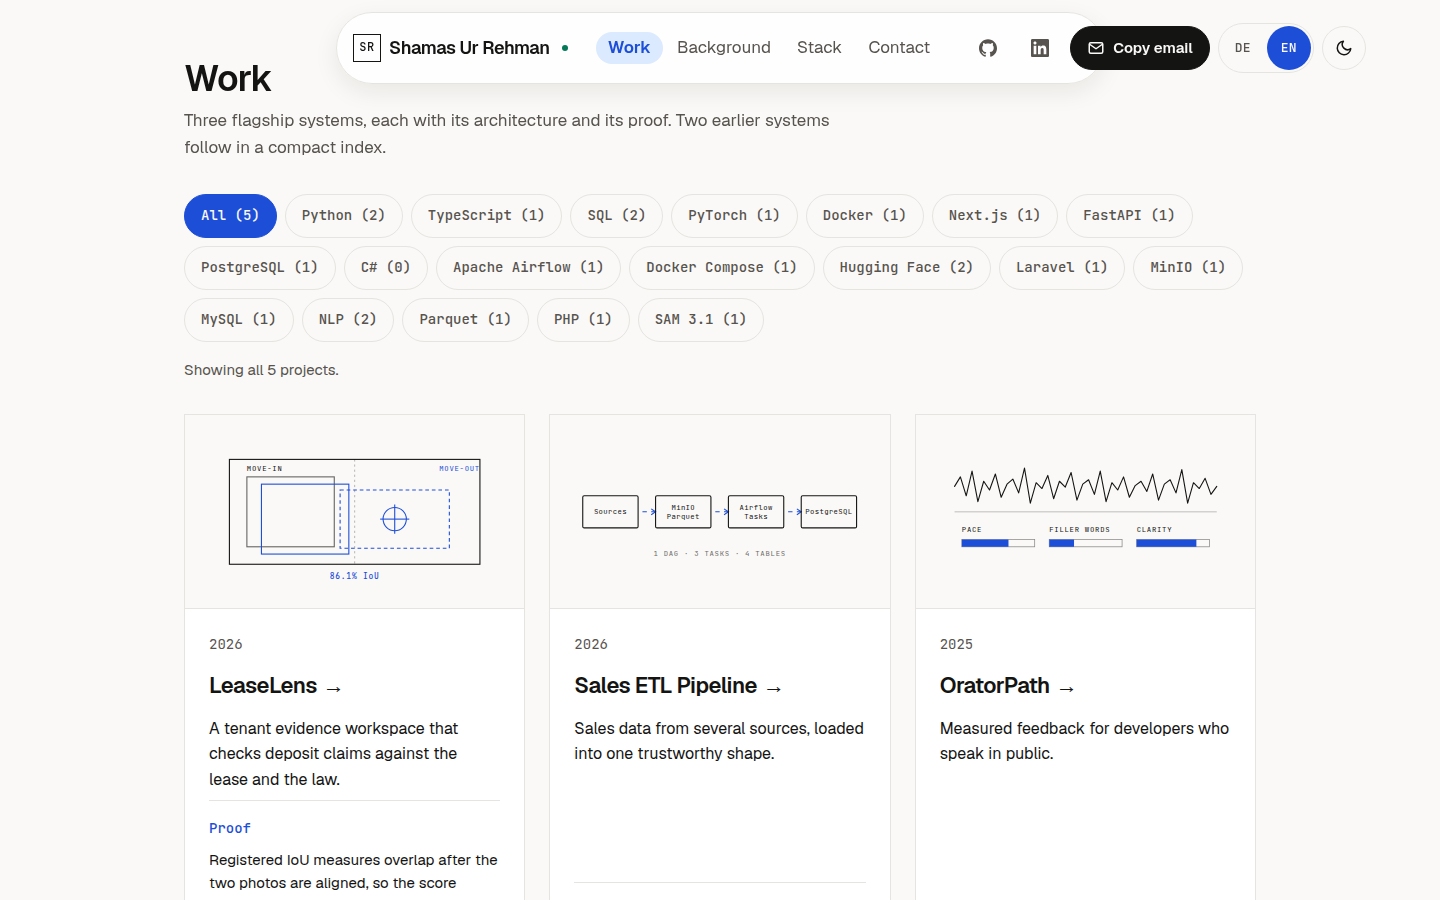 SR Shamas Ur Rehman Work Background Stack Contact Copy email DE EN
Work
Three flagship systems, each with its architecture and its proof. Two earlier systems
follow in a compact index.
All (5) Python (2) TypeScript (1) SQL (2) PyTorch (1) Docker (1) Next.js (1) FastAPI (1)
PostgreSQL (1) C# (0) Apache Airflow (1) Docker Compose (1) Hugging Face (2) Laravel (1) MinIO (1)
MySQL (1) NLP (2) Parquet (1) PHP (1) SAM 3.1 (1)
Showing all 5 projects.
MOVE-IN MOVE-OUT
86.1% IoU
2026
LeaseLens →
A tenant evidence workspace that
checks deposit claims against the
lease and the law.
Proof
Registered IoU measures overlap after the
two photos are aligned, so the score
Sources
MinIO
Parquet
Airflow
Tasks
PostgreSQL
1 DAG · 3 TASKS · 4 TABLES
2026
Sales ETL Pipeline →
Sales data from several sources, loaded
into one trustworthy shape.
PACE FILLER WORDS CLARITY
2025
OratorPath →
Measured feedback for developers who
speak in public.